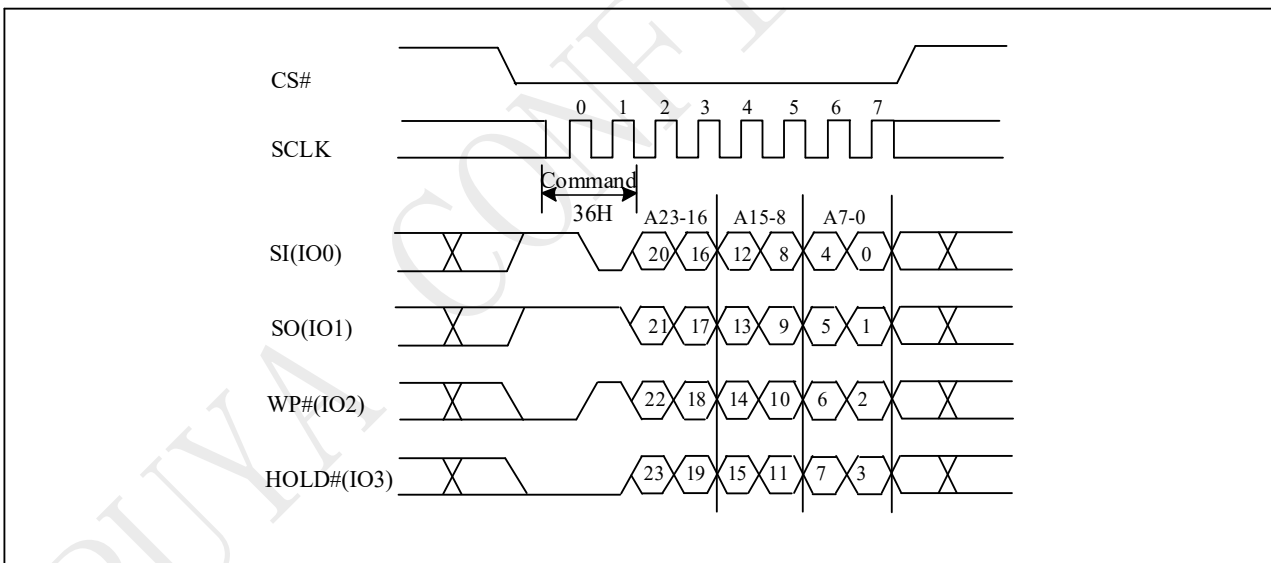 CS#
0 1 2 3 4 5 6 7
SCLK
Command
36H
A23-16 A15-8 A7-0
SI(IO0) 20 16 12 8 4 0
SO(IO1) 21 17 13 9 5 1
WP#(IO2) 22 18 14 10 6 2
HOLD#(IO3) 23 19 15 11 7 3
PUYA CONF